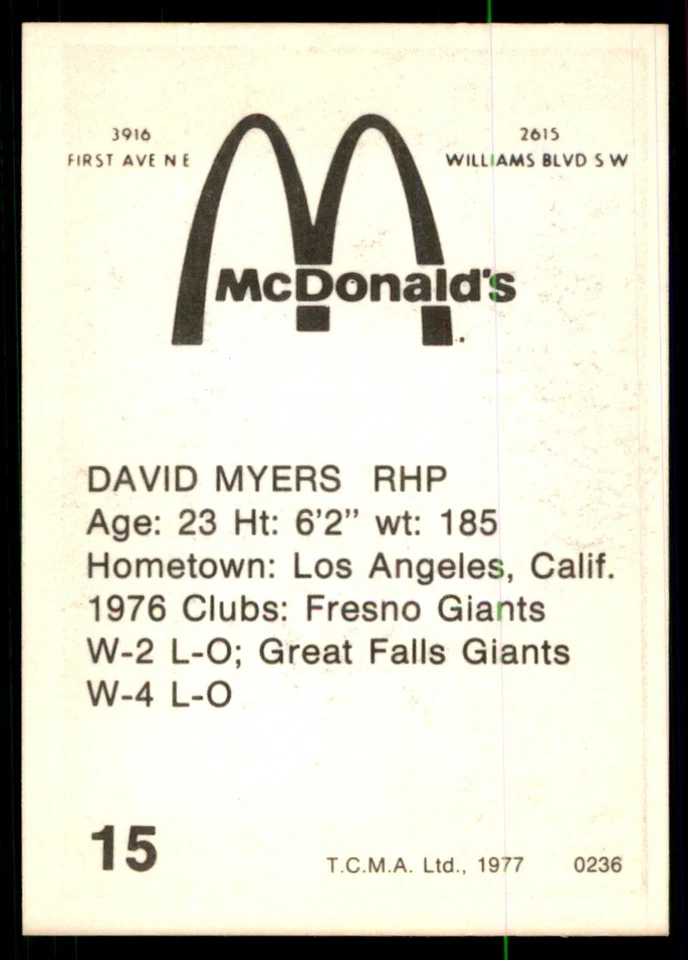 3916
FIRST AVE N E
2615
WILLIAMS BLVD S W
McDonald's
DAVID MYERS RHP
Age: 23 Ht: 6'2” wt: 185
Hometown: Los Angeles, Calif.
1976 Clubs: Fresno Giants
W-2 L-O; Great Falls Giants
W-4 L-O
15
T.C.M.A. Ltd., 1977 0236